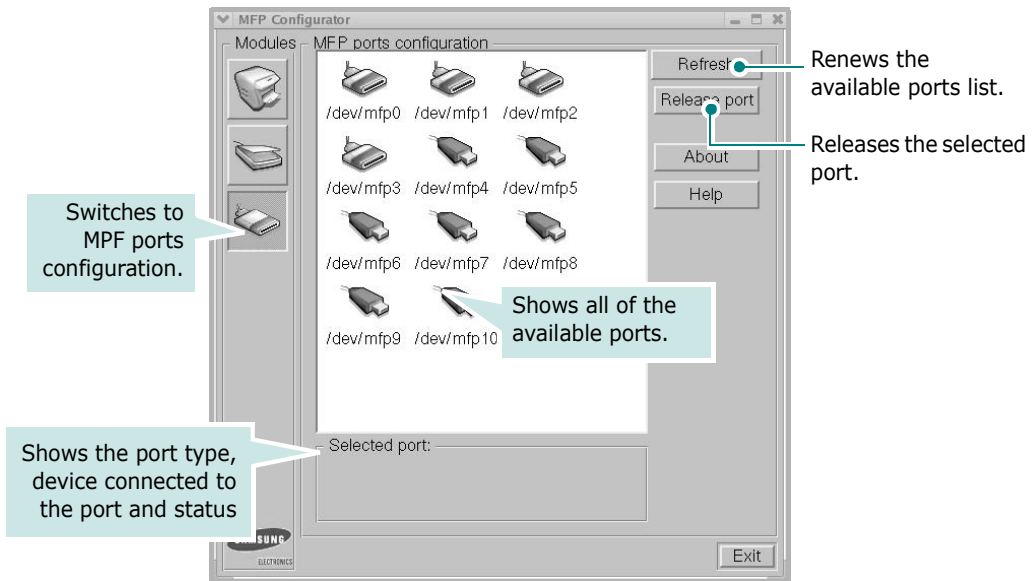 MFP Configurator
Modules
MFP ports configuration
/dev/mfp0 /dev/mfp1 /dev/mfp2
/dev/mfp3 /dev/mfp4 /dev/mfp5
/dev/mfp6 /dev/mfp7 /dev/mfp8
/dev/mfp9 /dev/mfp10
Refresh
Release port
About
Help
Renews the
available ports list.
Releases the selected
port.
Switches to
MPF ports
configuration.
Shows all of the
available ports.
Selected port:
Shows the port type,
device connected to
the port and status
ELECTRONICS
Exit